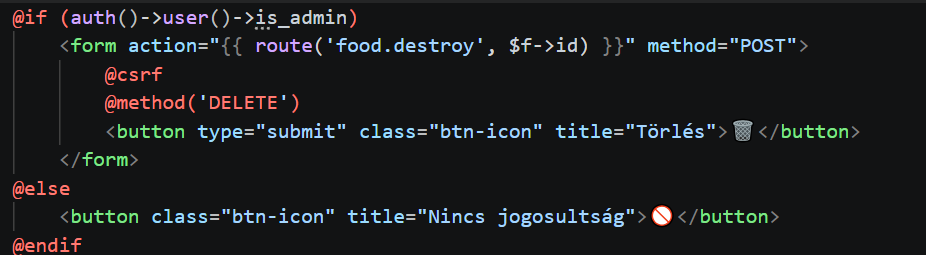 @if (auth()->user()->is_admin)
    <form action="{{ route('food.destroy', $f->id) }}" method="POST">
        @csrf
        @method('DELETE')
        <button type="submit" class="btn-icon" title="Törlés">🗑️</button>
    </form>
@else
    <button class="btn-icon" title="Nincs jogosultság">🚫</button>
@endif